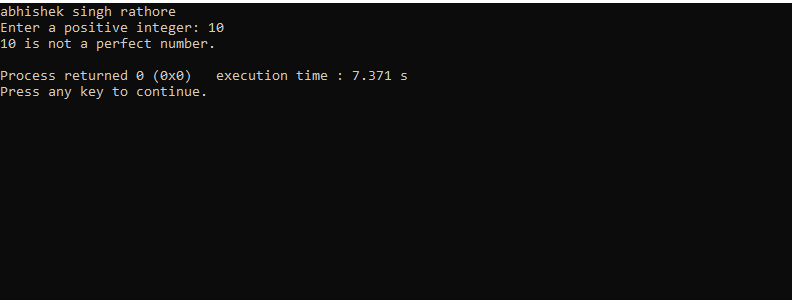 abhishek singh rathore
Enter a positive integer: 10
10 is not a perfect number.
Process returned 0 (0x0)   execution time : 7.371 s
Press any key to continue.